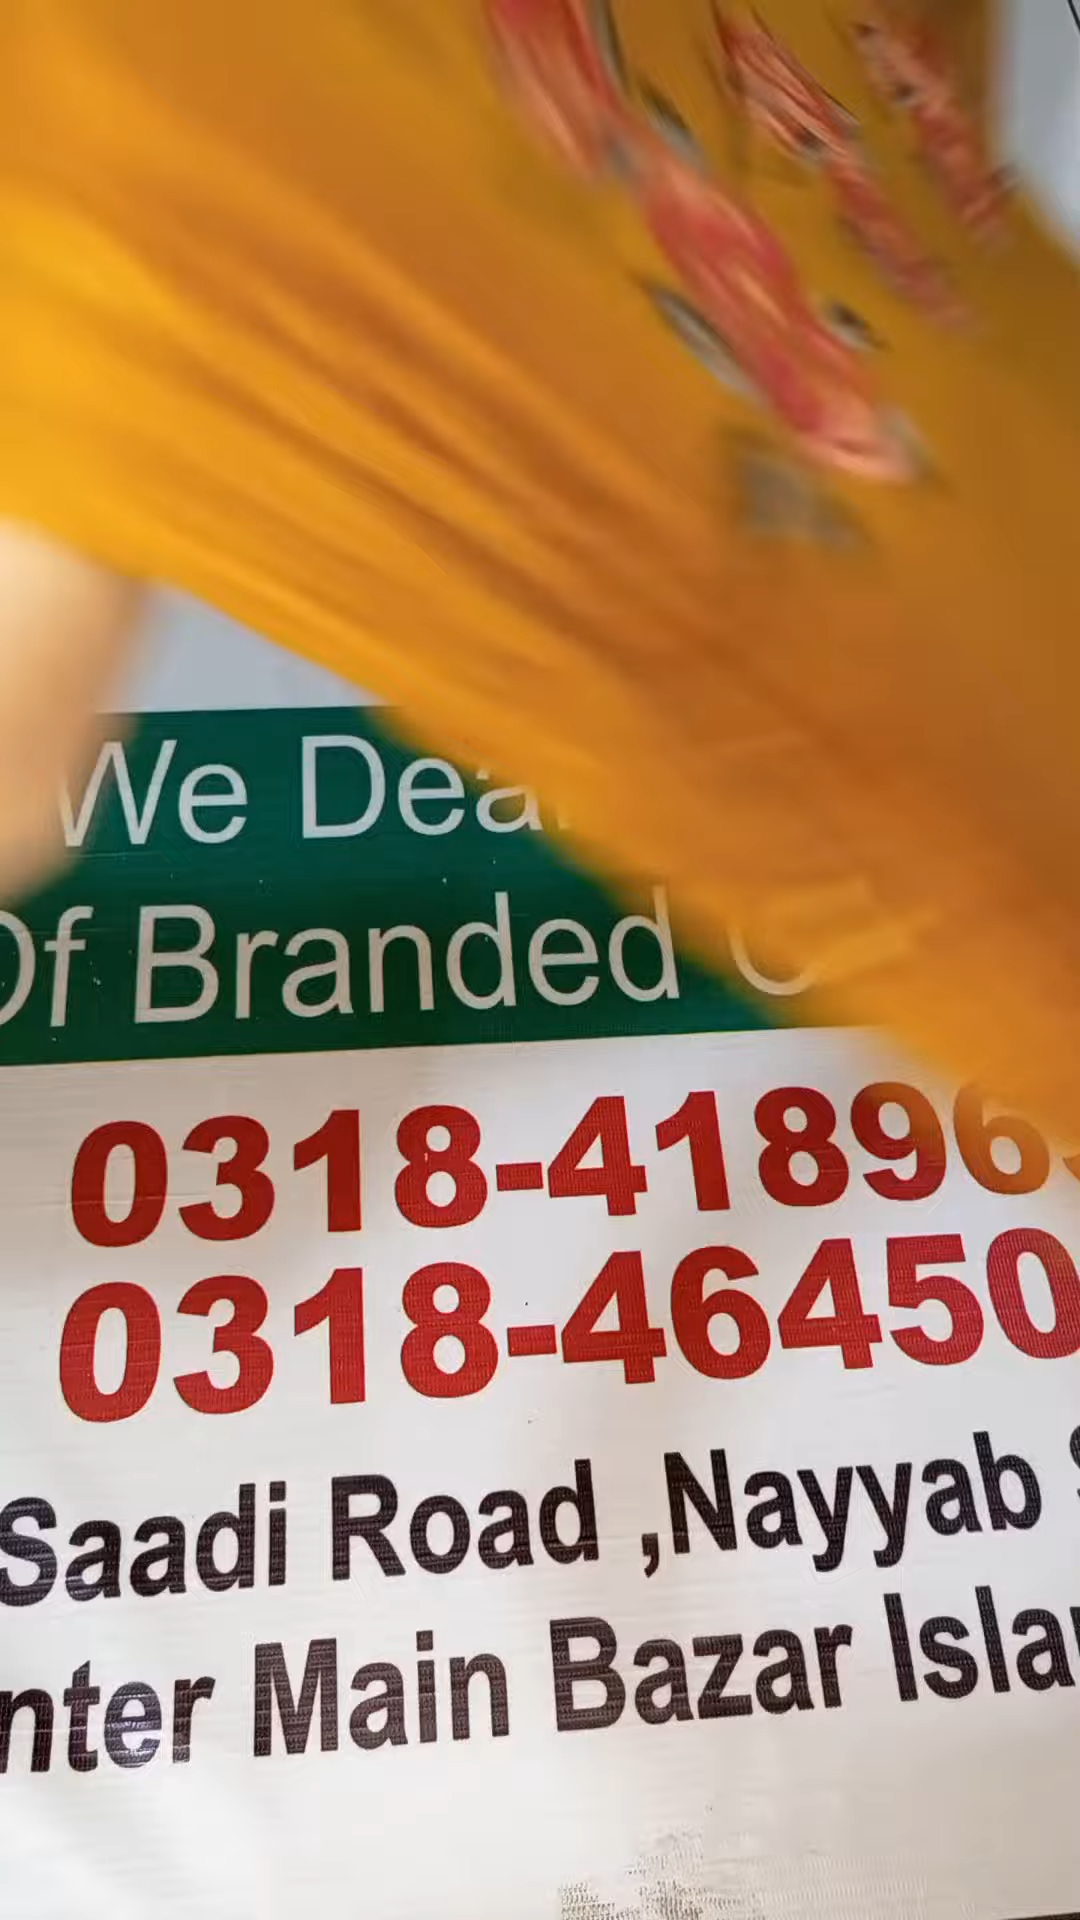 We Dea
Of Branded
0318-41896
0318-46450
Saadi Road ,Nayyab
nter Main Bazar Isla